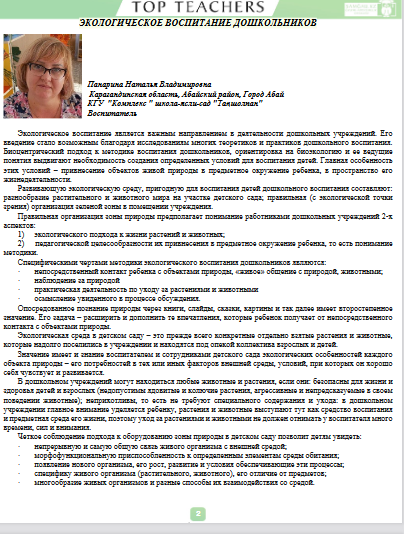 TOP TEACHERS
ЭКОЛОГИЧЕСКОЕ ВОСПИТАНИЕ ДОШКОЛЬНИКОВ
Папарина Наталья Владимировна
Карагандинская область, Абайский район, Город Абай
КГУ "Комплекс" школа-ясли-сад "Таншолпан"
Воспитатель
Экологическое воспитание является важным направлением в деятельности дошкольных учреждений. Его
введение стало возможным благодаря исследованиям многих теоретиков и практиков дошкольного воспитания.
Биоцентрический подход к методике воспитания дошкольников, ориентировка на биоэкологию и ее ведущие
понятия выдвигают необходимость создания определенных условий для воспитания детей. Главная особенность
этих условий – привнесение объектов живой природы в предметное окружение ребенка, в пространство его
жизнедеятельности.
Развивающую экологическую среду, пригодную для воспитания детей дошкольного воспитания составляют:
разнообразие растительного и животного мира на участке детского сада; правильная (с экологической точки
зрения) организация зеленой зоны в помещении учреждения.
Правильная организация зоны природы предполагает понимание работниками дошкольных учреждений 2-х
аспектов:
1) экологического подхода к жизни растений и животных;
2) педагогической целесообразности их привнесения в предметное окружение ребенка, то есть понимание
методики.
Специфическими чертами методики экологического воспитания дошкольников являются:
- непосредственный контакт ребенка с объектами природы, «живое» общение с природой, животными;
- наблюдение за природой
- практическая деятельность по уходу за растениями и животными
- осмысление увиденного в процессе обсуждения.
Опосредованное познание природы через книги, слайды, сказки, картины и так далее имеет второстепенное
значение. Его задача – расширить и дополнить те впечатления, которые ребенок получает от непосредственного
контакта с объектами природы.
Экологическая среда в детском саду – это прежде всего конкретные отдельно взятые растения и животные,
которые надолго поселились в учреждении и находятся под опекой коллектива взрослых и детей.
Значение имеет и знание воспитателем и сотрудниками детского сада экологических особенностей каждого
объекта природы – его потребностей в тех или иных факторов внешней среды, условий, при которых он хорошо
себя чувствует и развивается.
В дошкольном учреждений могут находиться любые животные и растения, если они: безопасны для жизни и
здоровья детей и взрослых (недопустимы ядовитые и колючие растения, агрессивные и непредсказуемые в своем
поведении животные); неприхотливы, то есть не требуют специального содержания и ухода: в дошкольном
учреждении главное внимание уделяется ребенку, растения и животные выступают тут как средство воспитания
и предметная среда его жизни, поэтому уход за растениями и животными не должен отнимать у воспитателя много
времени, сил и внимания.
Четкое соблюдение подхода к оборудованию зоны природы в детском саду позволит детям увидеть:
- непрерывную и самую общую связь живого организма с внешней средой;
- морфофункциональную приспособленность к определенным элементам среды обитания;
- появление нового организма, его рост, развитие и условия обеспечивающие эти процессы;
- специфику живого организма (растительного, животного), его отличие от предметов;
- многообразие живых организмов и разные способы их взаимодействия со средой.
2